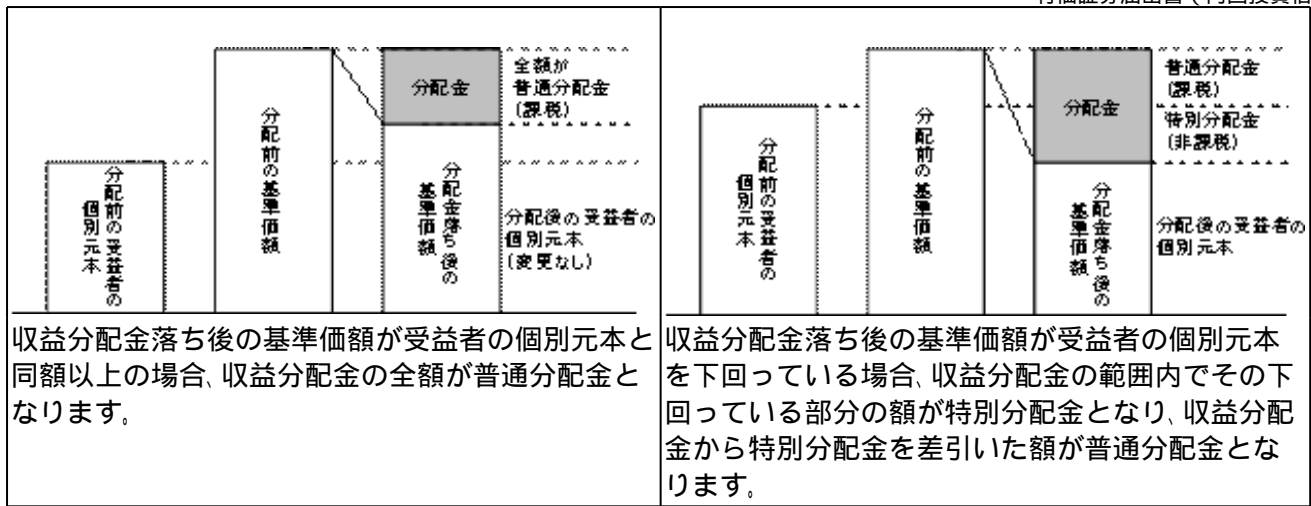 分配前の受益者の
個別元本
分配前の基準価額
分配金
分配金落ち後の
基準価額
全額が
普通分配金
(課税)
分配後の受益者の
個別元本
(変更なし)
収益分配金落ち後の基準価額が受益者の個別元本と
同額以上の場合、収益分配金の全額が普通分配金と
なります。
分配前の受益者の
個別元本
分配前の基準価額
分配金
分配金落ち後の
基準価額
普通分配金
(課税)
特別分配金
(非課税)
分配後の受益者の
個別元本
収益分配金落ち後の基準価額が受益者の個別元本
を下回っている場合、収益分配金の範囲内でその下
回っている部分の額が特別分配金となり、収益分配
金から特別分配金を差引いた額が普通分配金とな
ります。